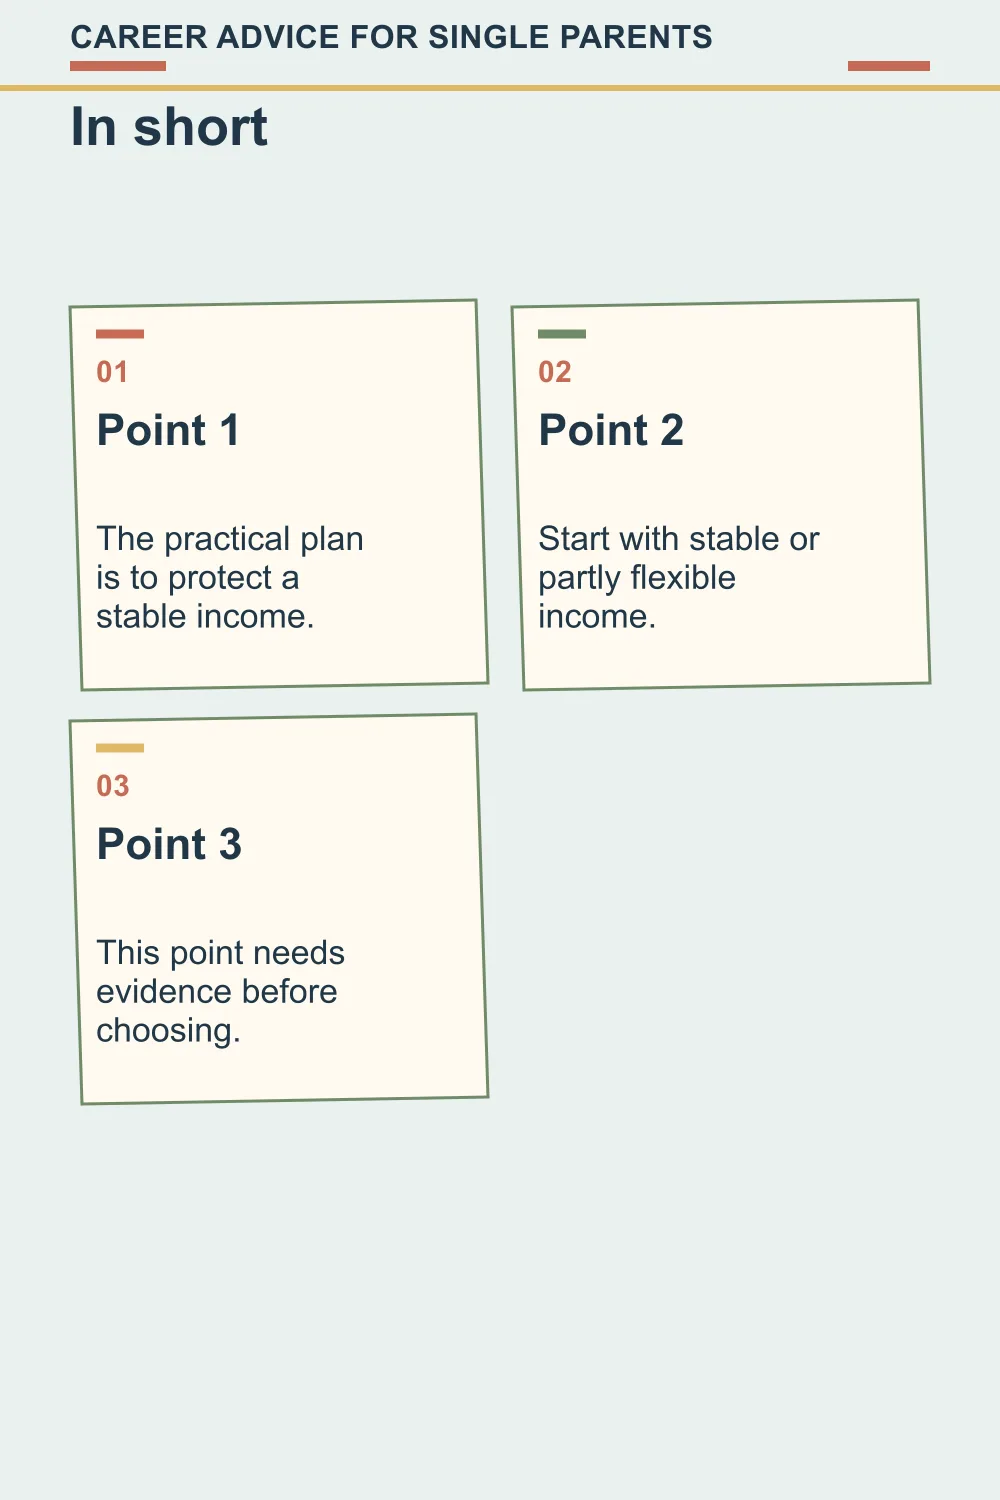 CAREER ADVICE FOR SINGLE PARENTS
In short
01
Point 1
The practical plan
is to protect a
stable income.
02
Point 2
Start with stable or
partly flexible
income.
03
Point 3
This point needs
evidence before
choosing.